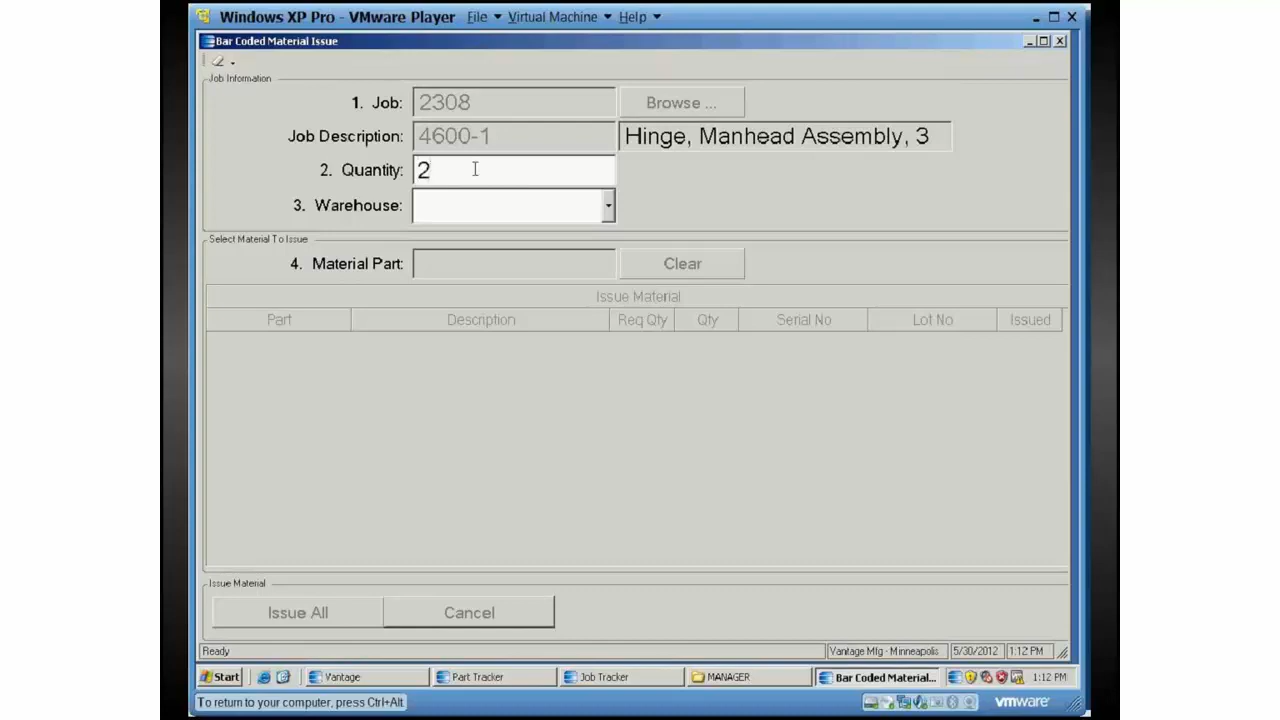 Windows XP Pro - VMware Player File Virtual Machine Help
Bar Coded Material Issue
Job Information
1. Job: 2308 Browse ...
Job Description: 4600-1 Hinge, Manhead Assembly, 3
2. Quantity: 2
3. Warehouse:
Select Material To Issue
4. Material Part: Clear
Issue Material
Part Description Req Qty Qty Serial No Lot No Issued
Issue Material
Issue All Cancel
Ready Vantage Mfg - Minneapolis 5/30/2012 1:12 PM
Start Vantage Part Tracker Job Tracker MANAGER Bar Coded Material... 1:12 PM
To return to your computer, press Ctrl+Alt vmware